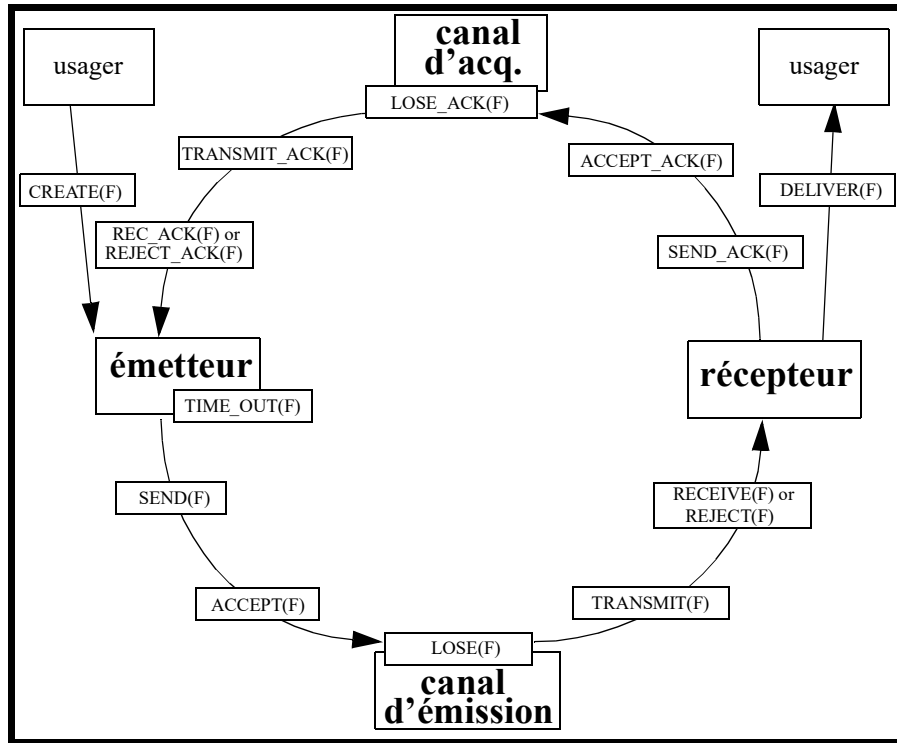 usager
canal
d'acq.
usager
LOSE_ACK(F)
TRANSMIT_ACK(F)
ACCEPT_ACK(F)
CREATE(F)
DELIVER(F)
REC_ACK(F) or
REJECT_ACK(F)
SEND_ACK(F)
émetteur
récepteur
TIME_OUT(F)
SEND(F)
RECEIVE(F) or
REJECT(F)
ACCEPT(F)
TRANSMIT(F)
LOSE(F)
canal
d'émission